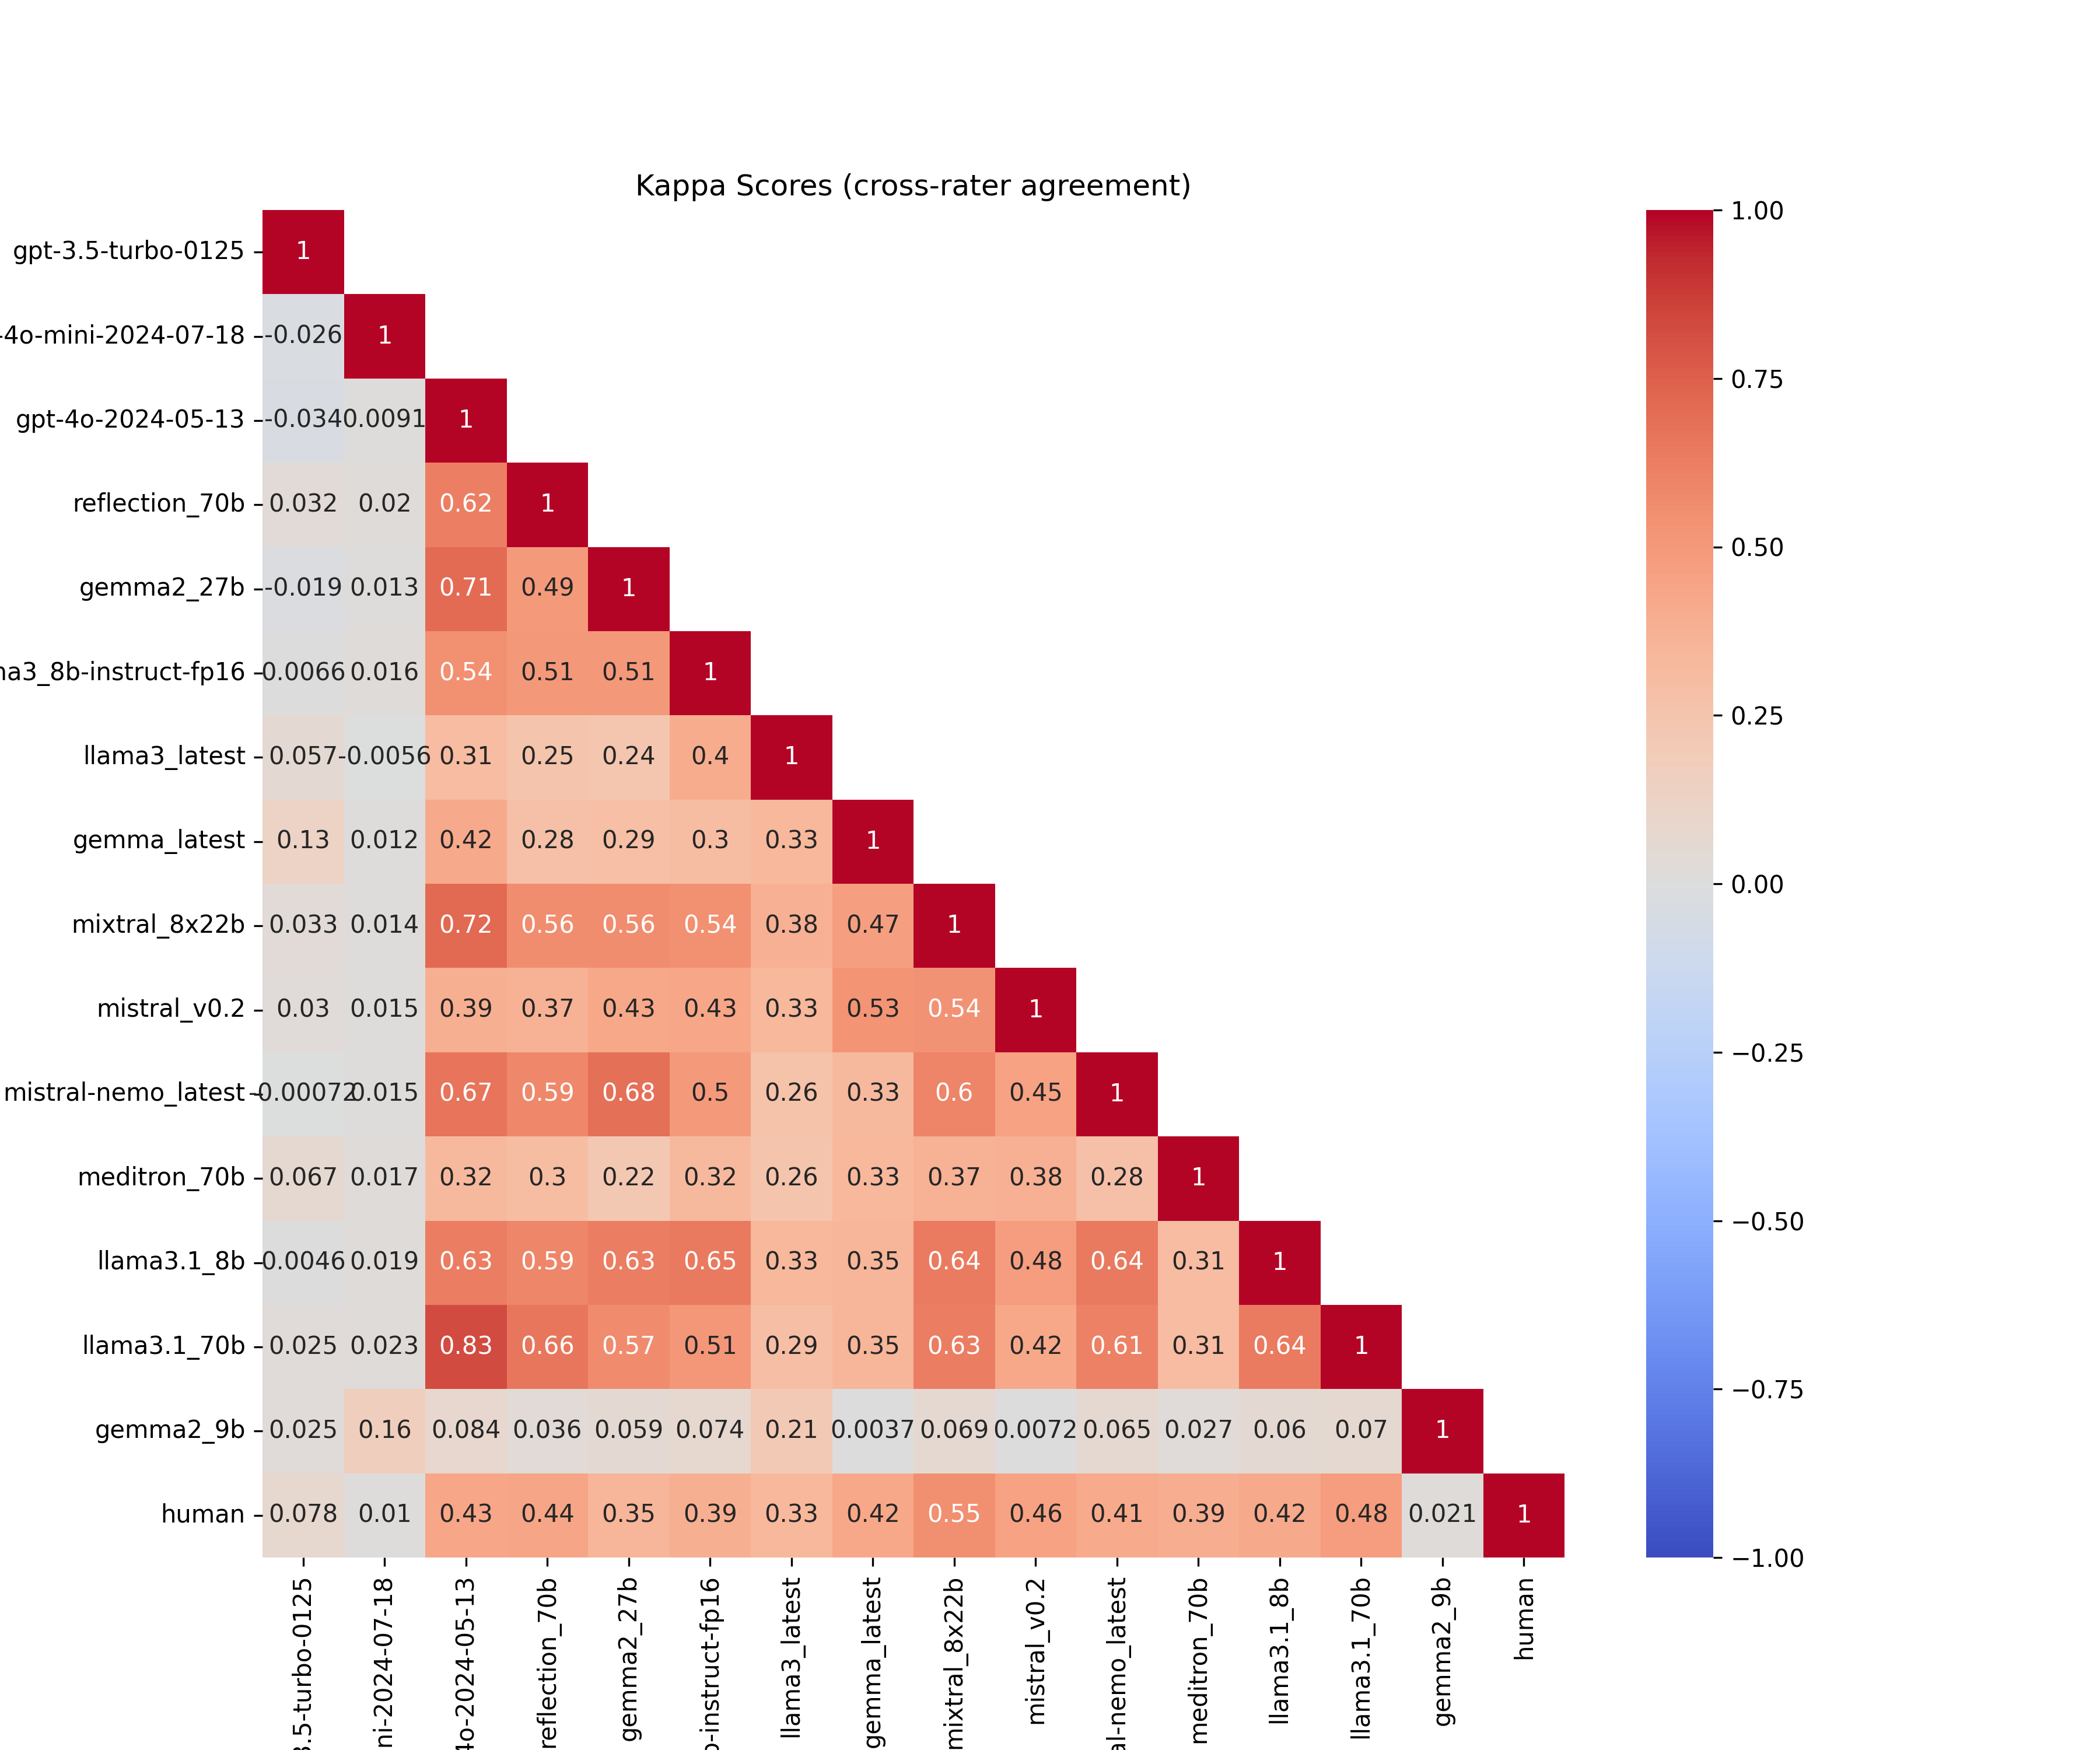 Kappa Scores (cross-rater agreement)
gpt-3.5-turbo-0125 1
-4o-mini-2024-07-18 -0.026 1
gpt-4o-2024-05-13 -0.034 0.0091 1
reflection_70b 0.032 0.02 0.62 1
gemma2_27b -0.019 0.013 0.71 0.49 1
ma3_8b-instruct-fp16 0.0066 0.016 0.54 0.51 0.51 1
llama3_latest 0.057 -0.0056 0.31 0.25 0.24 0.4 1
gemma_latest 0.13 0.012 0.42 0.28 0.29 0.3 0.33 1
mixtral_8x22b 0.033 0.014 0.72 0.56 0.56 0.54 0.38 0.47 1
mistral_v0.2 0.03 0.015 0.39 0.37 0.43 0.43 0.33 0.53 0.54 1
mistral-nemo_latest -0.00072 0.015 0.67 0.59 0.68 0.5 0.26 0.33 0.6 0.45 1
meditron_70b 0.067 0.017 0.32 0.3 0.22 0.32 0.26 0.33 0.37 0.38 0.28 1
llama3.1_8b 0.0046 0.019 0.63 0.59 0.63 0.65 0.33 0.35 0.64 0.48 0.64 0.31 1
llama3.1_70b 0.025 0.023 0.83 0.66 0.57 0.51 0.29 0.35 0.63 0.42 0.61 0.31 0.64 1
gemma2_9b 0.025 0.16 0.084 0.036 0.059 0.074 0.21 0.0037 0.069 0.0072 0.065 0.027 0.06 0.07 1
human 0.078 0.01 0.43 0.44 0.35 0.39 0.33 0.42 0.55 0.46 0.41 0.39 0.42 0.48 0.021 1
3.5-turbo-0125
ni-2024-07-18
4o-2024-05-13
reflection_70b
gemma2_27b
b-instruct-fp16
llama3_latest
gemma_latest
mixtral_8x22b
mistral_v0.2
al-nemo_latest
meditron_70b
llama3.1_8b
llama3.1_70b
gemma2_9b
human
1.00
0.75
0.50
0.25
0.00
−0.25
−0.50
−0.75
−1.00